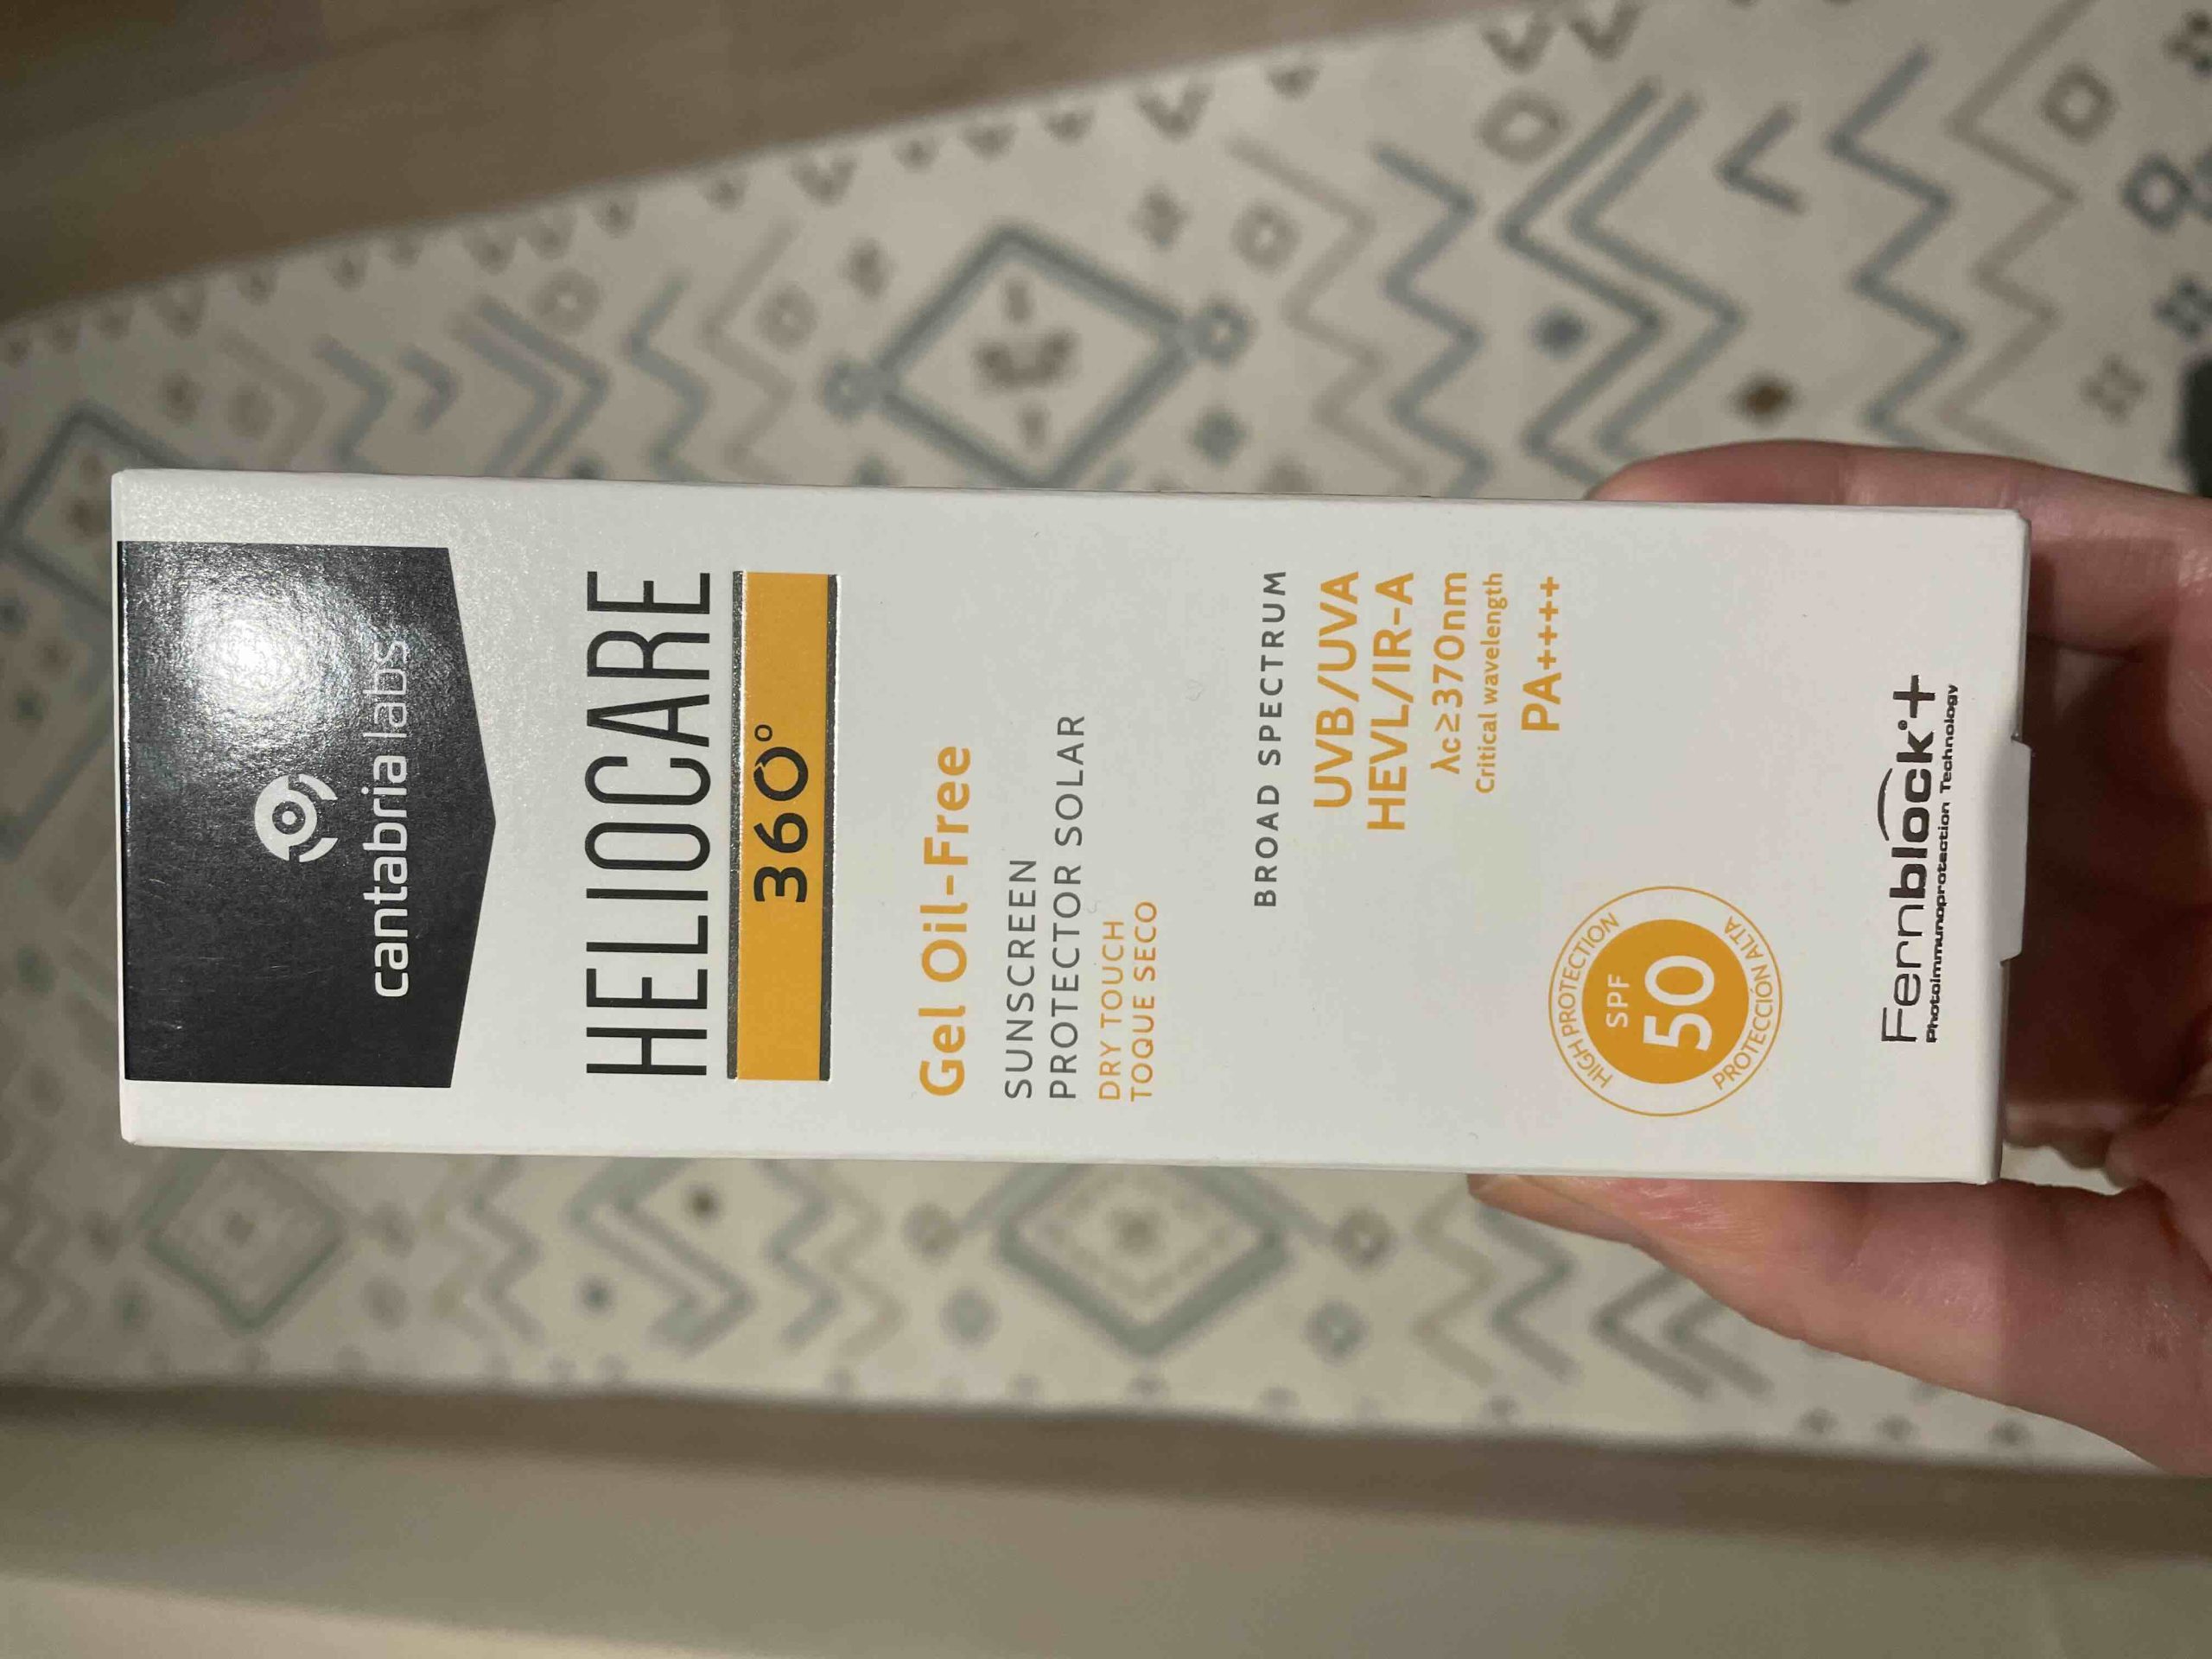 cantabria labs
HELIOCARE
360°
Gel Oil-Free
SUNSCREEN
PROTECTOR SOLAR
DRY TOUCH
TOQUE SECO
BROAD SPECTRUM
UVB/UVA
HEVL/IR-A
λc≥370nm
Critical wavelength
PA++++
HIGH PROTECTION
SPF
50
PROTECCIÓN ALTA
Fernblock®+
Photoimmunoprotection Technology